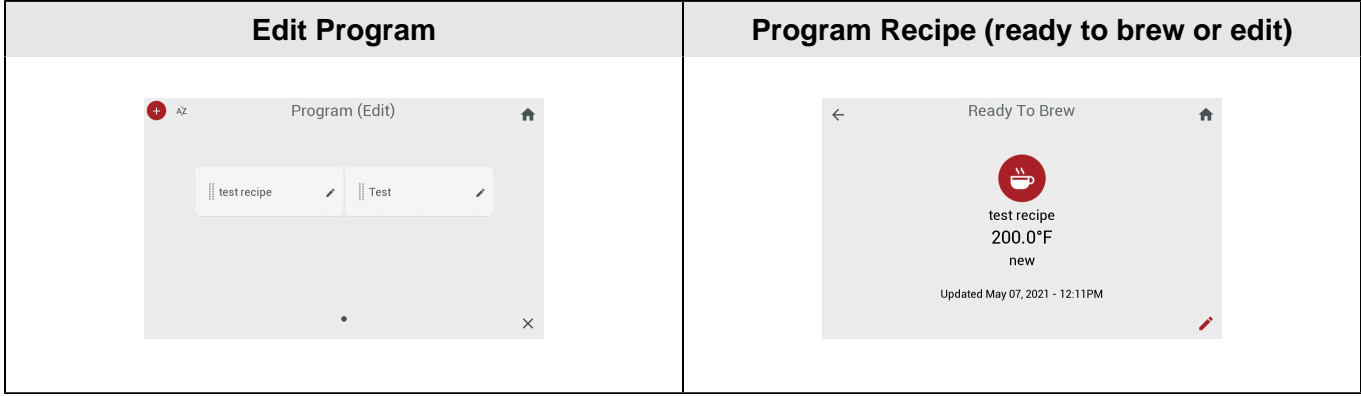 Edit Program
Program Recipe (ready to brew or edit)
AZ
Program (Edit)
test recipe
Test
Ready To Brew
test recipe
200.0°F
new
Updated May 07, 2021 - 12:11PM